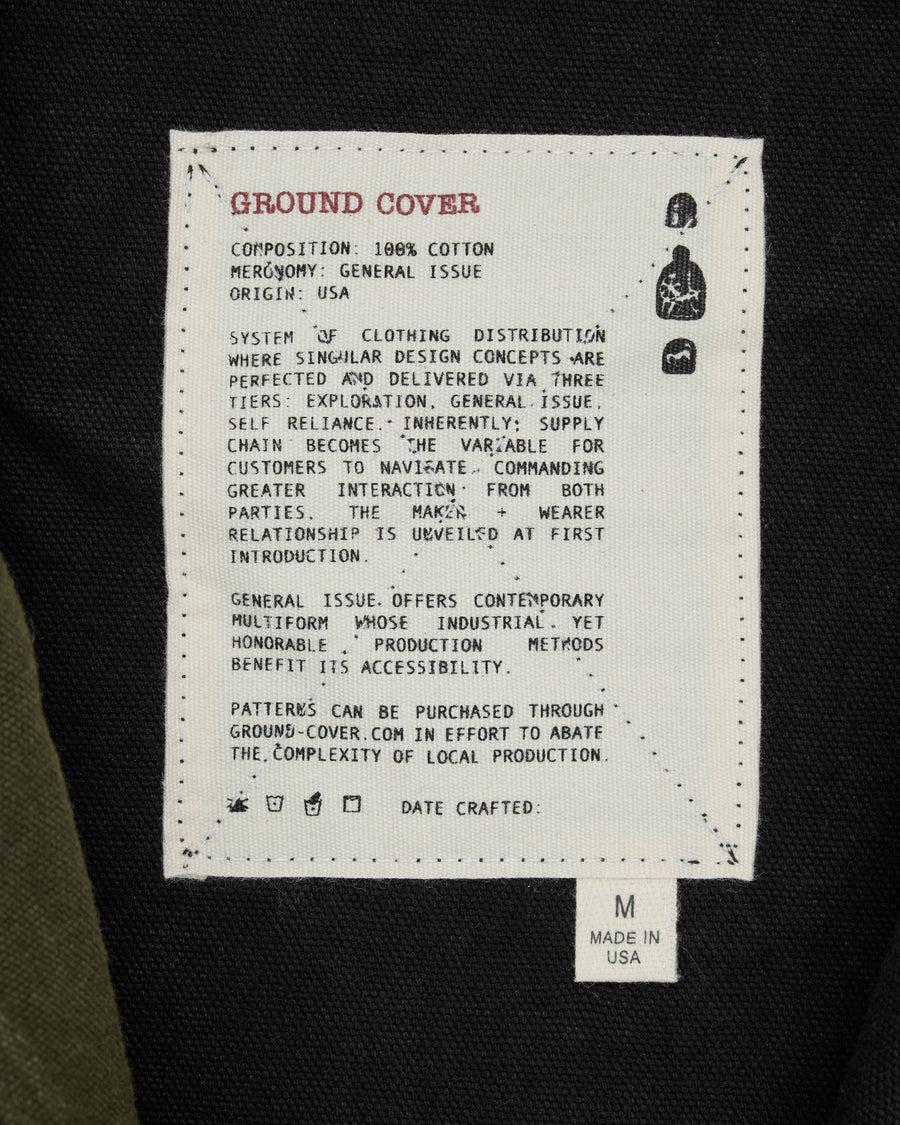 GROUND COVER
COMPOSITION: 100% COTTON
MERONOMY: GENERAL ISSUE
ORIGIN: USA
SYSTEM OF CLOTHING DISTRIBUTION
WHERE SINGULAR DESIGN CONCEPTS ARE
PERFECTED AND DELIVERED VIA THREE
TIERS: EXPLORATION, GENERAL ISSUE,
SELF RELIANCE. INHERENTLY; SUPPLY
CHAIN BECOMES THE VARIABLE FOR
CUSTOMERS TO NAVIGATE, COMMANDING
GREATER INTERACTION FROM BOTH
PARTIES. THE MAKER + WEARER
RELATIONSHIP IS UNVEILED AT FIRST
INTRODUCTION.
GENERAL ISSUE OFFERS CONTEMPORARY
MULTIFORM WHOSE INDUSTRIAL, YET
HONORABLE, PRODUCTION METHODS
BENEFIT ITS ACCESSIBILITY.
PATTERNS CAN BE PURCHASED THROUGH
GROUND-COVER.COM IN EFFORT TO ABATE
THE COMPLEXITY OF LOCAL PRODUCTION.
DATE CRAFTED:
M
MADE IN
USA